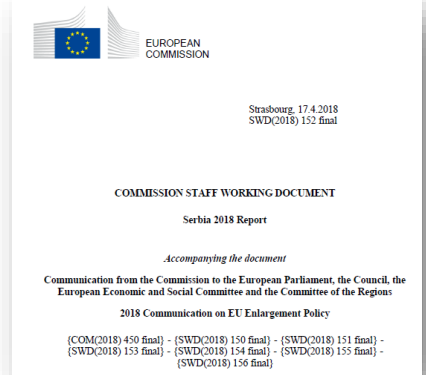 EUROPEAN
COMMISSION
Strasbourg, 17.4.2018
SWD(2018) 152 final
COMMISSION STAFF WORKING DOCUMENT
Serbia 2018 Report
Accompanying the document
Communication from the Commission to the European Parliament, the Council, the
European Economic and Social Committee and the Committee of the Regions
2018 Communication on EU Enlargement Policy
{COM(2018) 450 final} - {SWD(2018) 150 final} - {SWD(2018) 151 final} -
{SWD(2018) 153 final} - {SWD(2018) 154 final} - {SWD(2018) 155 final} -
{SWD(2018) 156 final}